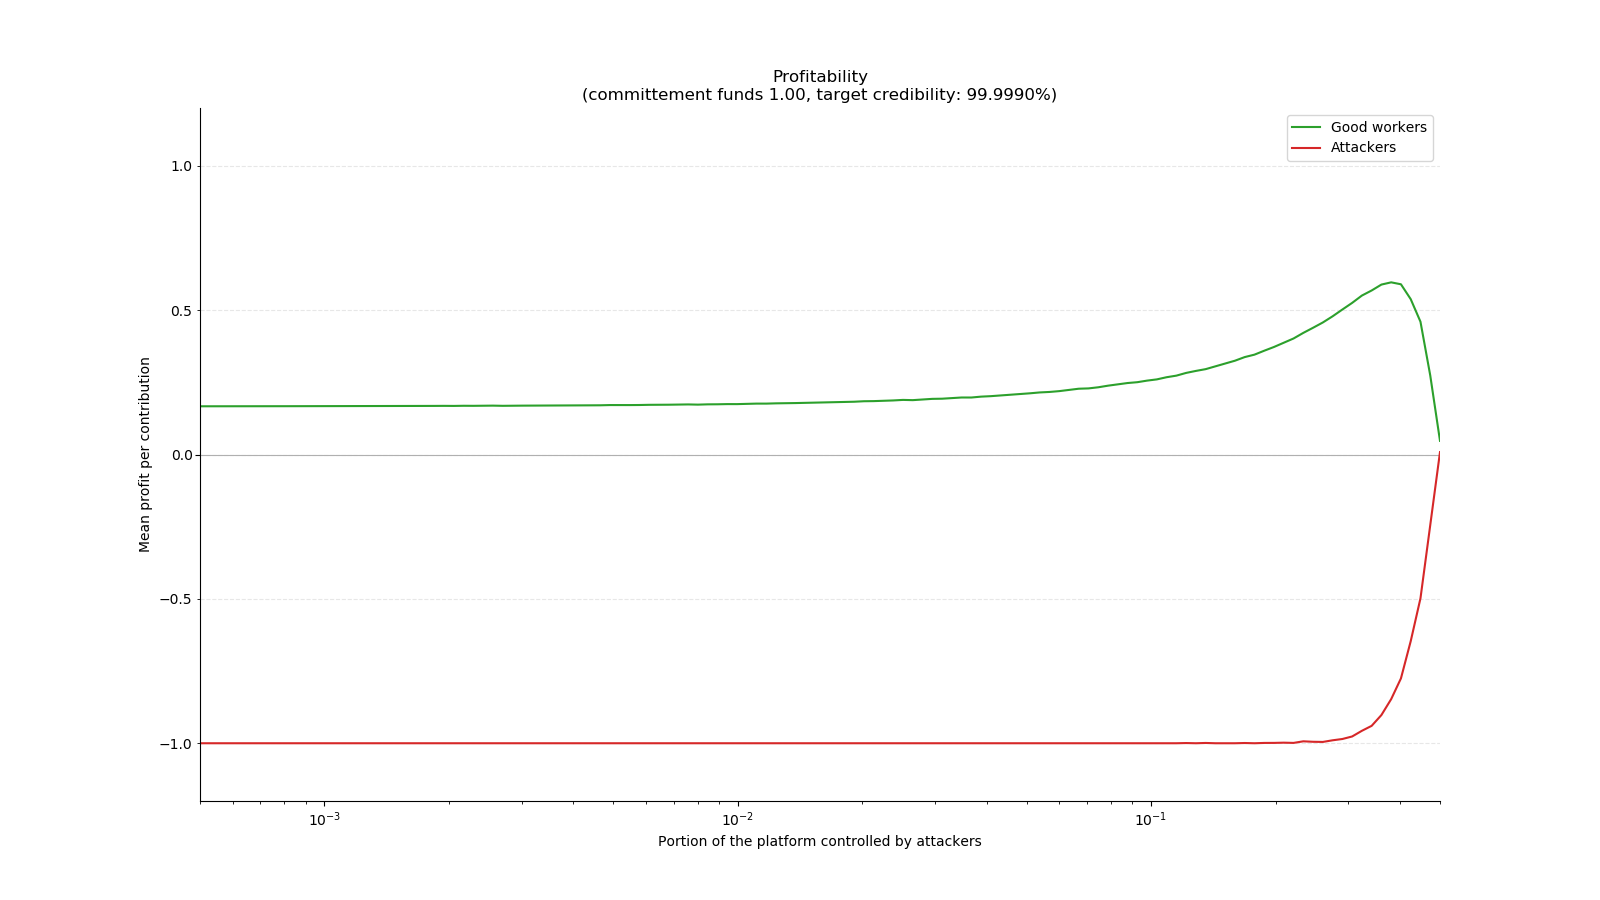 Profitability
(committement funds 1.00, target credibility: 99.9990%)
Good workers
Attackers
1.0
0.5
0.0
−0.5
−1.0
Mean profit per contribution
10⁻³
10⁻²
10⁻¹
Portion of the platform controlled by attackers